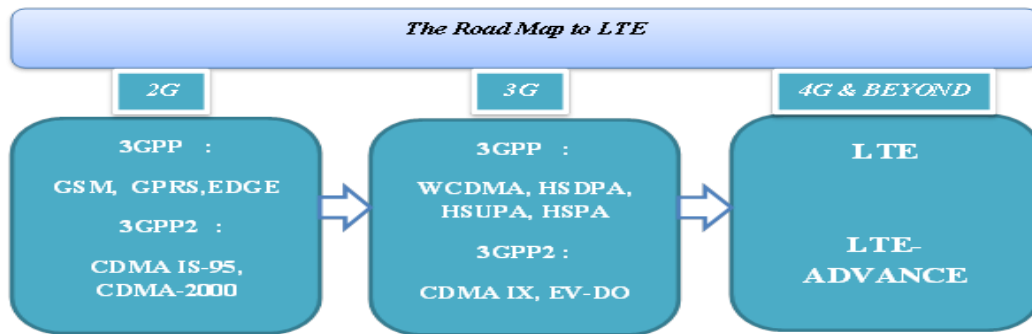 The Road Map to LTE
2G
3G
4G & BEYOND
3GPP :
GSM, GPRS,EDGE
3GPP2 :
CDMA IS-95,
CDMA-2000
3GPP :
WCDMA, HSDPA,
HSUPA, HSPA
3GPP2:
CDMA IX, EV-DO
LTE
LTE-
ADVANCE